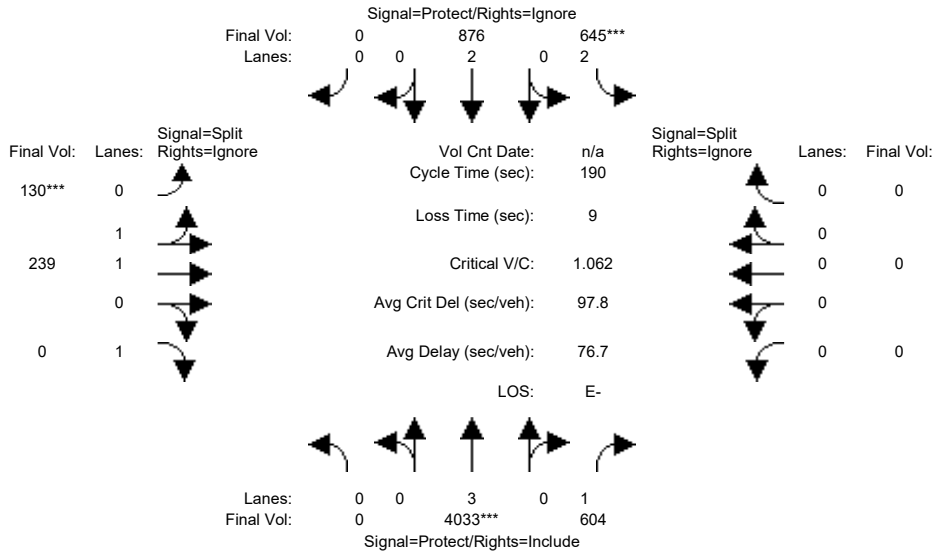 Signal=Protect/Rights=Ignore
Final Vol: 0 876 645***
Lanes: 0 0 2 0 2
Signal=Split
Final Vol: Lanes: Rights=Ignore
Vol Cnt Date: n/a
Signal=Split
Rights=Ignore Lanes: Final Vol:
Cycle Time (sec): 190
130*** 0
0 0
Loss Time (sec): 9
1
0
239 1
Critical V/C: 1.062
0 0
0
Avg Crit Del (sec/veh): 97.8
0
0 1
Avg Delay (sec/veh): 76.7
0 0
LOS: E-
Lanes: 0 0 3 0 1
Final Vol: 0 4033*** 604
Signal=Protect/Rights=Include